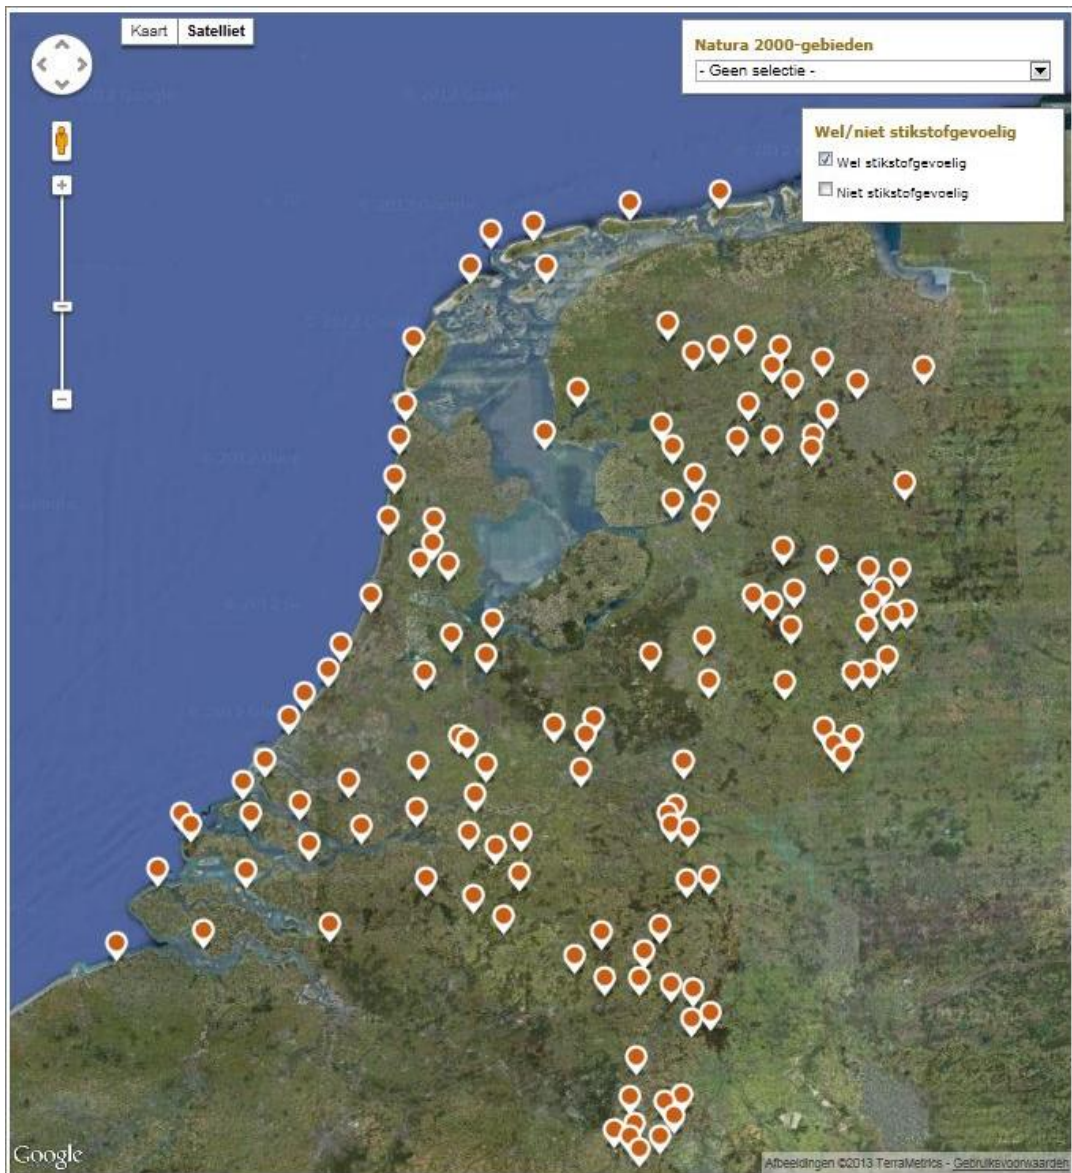 Kaart Satelliet
Natura 2000-gebieden
- Geen selectie -
Wel/niet stikstofgevoelig
Wel stikstofgevoelig
Niet stikstofgevoelig
Google
Afbeeldingen ©2013 TerraMetrics - Gebruiksvoorwaarden